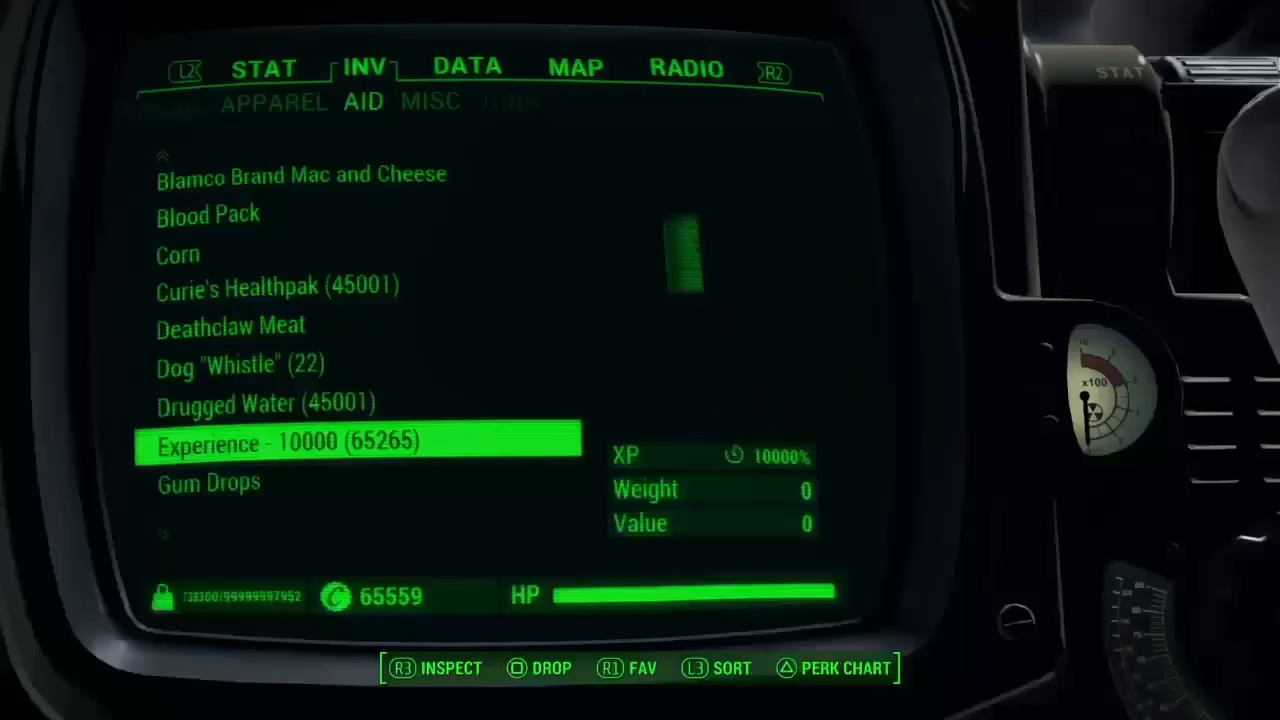 L2 STAT INV DATA MAP RADIO R2
APPAREL AID MISC
Blamco Brand Mac and Cheese
Blood Pack
Corn
Curie's Healthpak (45001)
Deathclaw Meat
Dog "Whistle" (22)
Drugged Water (45001)
Experience - 10000 (65265)
Gum Drops
XP 10000%
Weight 0
Value 0
738300/99999997952 65559 HP
R3 INSPECT DROP R1 FAV L3 SORT PERK CHART
STAT
x100